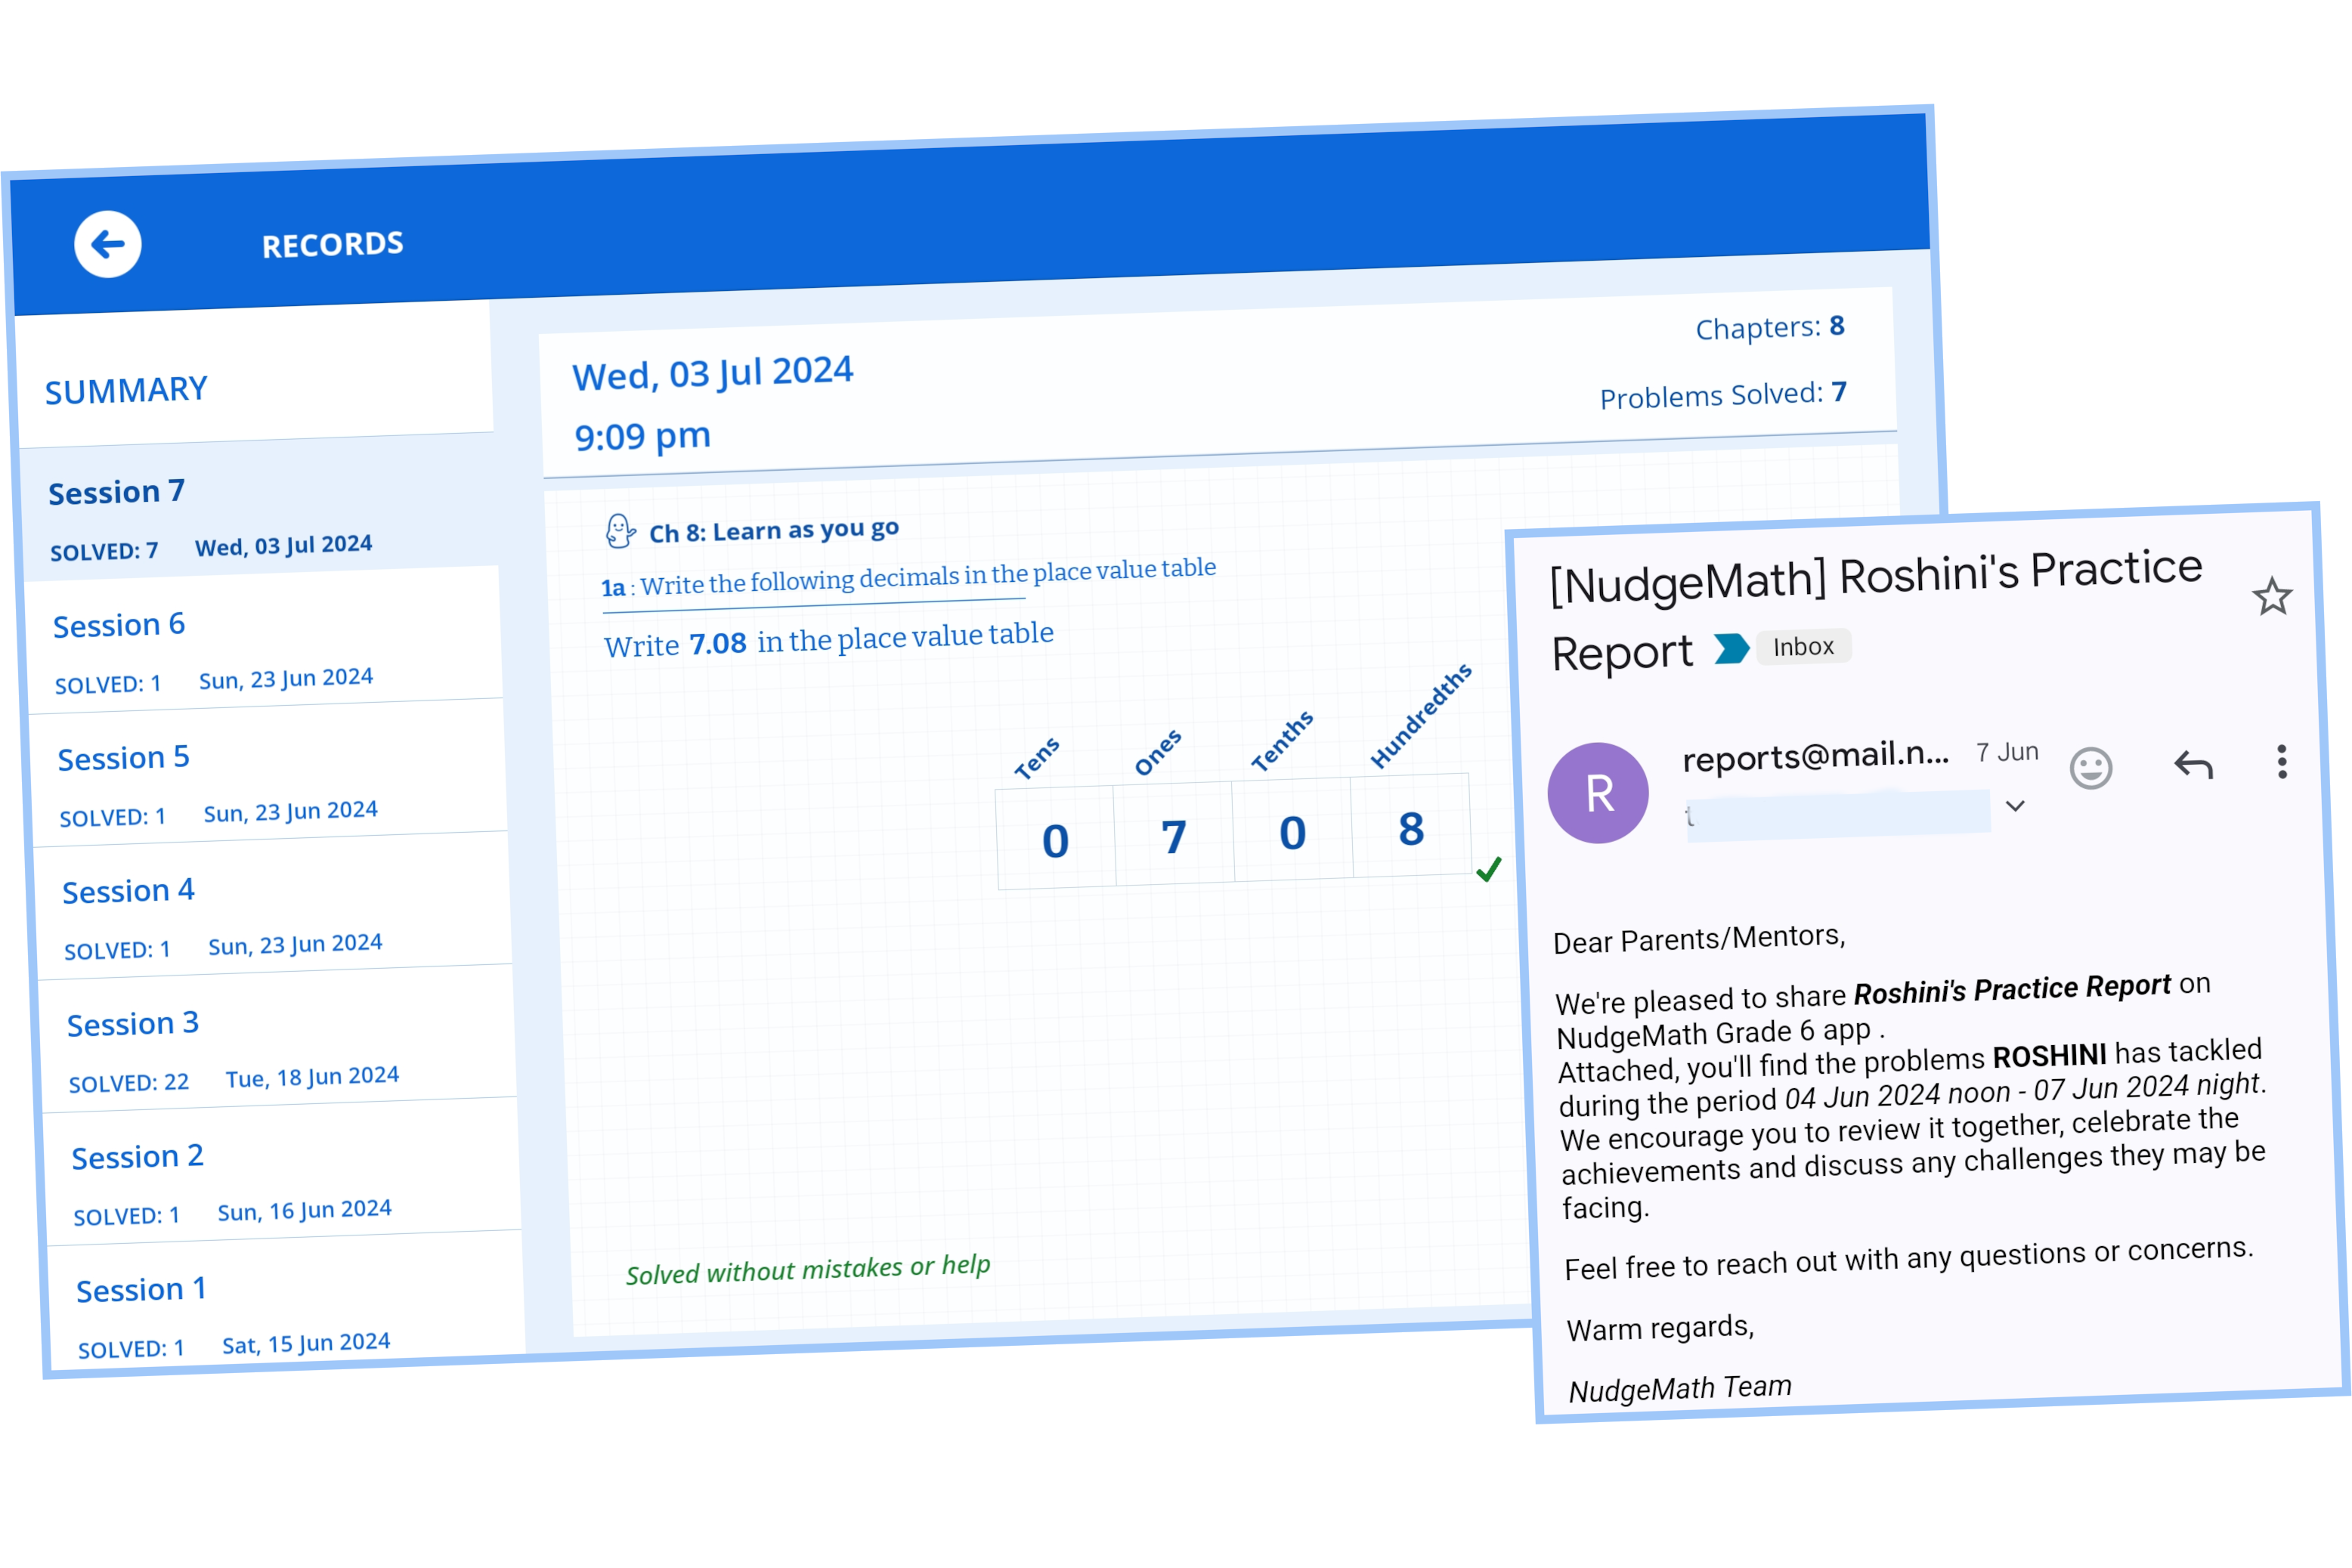 RECORDS
SUMMARY
Session 7
SOLVED: 7 Wed, 03 Jul 2024
Session 6
SOLVED: 1 Sun, 23 Jun 2024
Session 5
SOLVED: 1 Sun, 23 Jun 2024
Session 4
SOLVED: 1 Sun, 23 Jun 2024
Session 3
SOLVED: 22 Tue, 18 Jun 2024
Session 2
SOLVED: 1 Sun, 16 Jun 2024
Session 1
SOLVED: 1 Sat, 15 Jun 2024
Wed, 03 Jul 2024
9:09 pm
Chapters: 8
Problems Solved: 7
Ch 8: Learn as you go
1a : Write the following decimals in the place value table
Write 7.08 in the place value table
Tens Ones Tenths Hundredths
0 7 0 8
Solved without mistakes or help
[NudgeMath] Roshini's Practice
Report Inbox
R
reports@mail.n... 7 Jun
Dear Parents/Mentors,
We're pleased to share Roshini's Practice Report on
NudgeMath Grade 6 app .
Attached, you'll find the problems ROSHINI has tackled
during the period 04 Jun 2024 noon - 07 Jun 2024 night.
We encourage you to review it together, celebrate the
achievements and discuss any challenges they may be
facing.
Feel free to reach out with any questions or concerns.
Warm regards,
NudgeMath Team